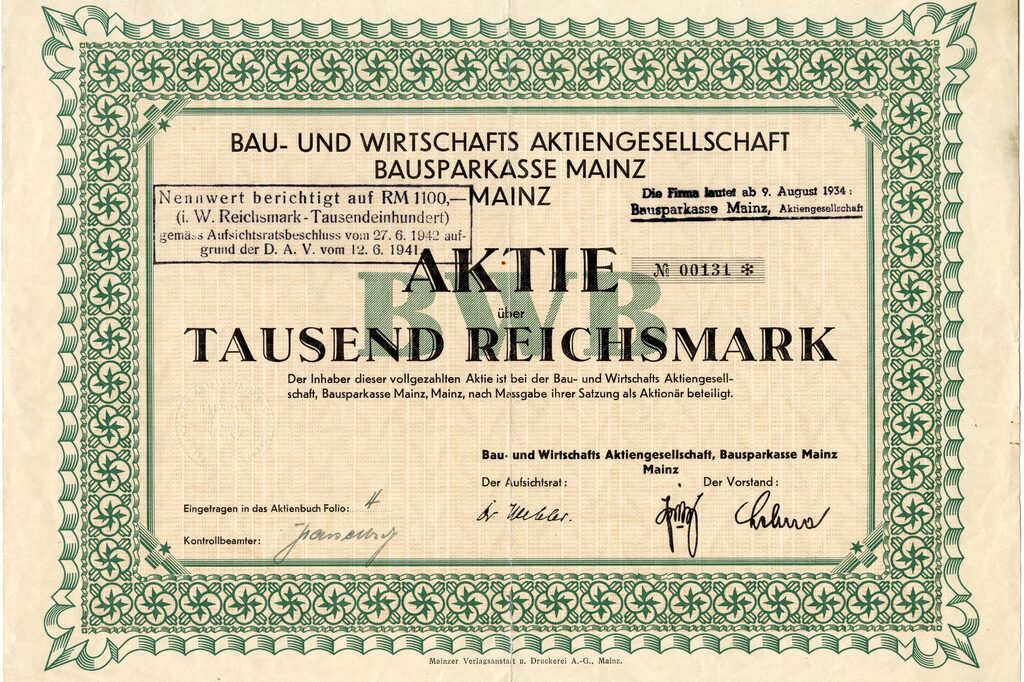 BAU- UND WIRTSCHAFTS AKTIENGESELLSCHAFT
BAUSPARKASSE MAINZ
MAINZ
Nennwert berichtigt auf RM 1100,—
(i. W. Reichsmark-Tausendeinhundert)
gemäss Aufsichtsratsbeschluss vom 27. 6. 1942 auf-
grund der D. A. V. vom 12. 6. 1941
Die Firma lautet ab 9. August 1934:
Bausparkasse Mainz, Aktiengesellschaft
BWB
AKTIE
№ 00131 *
über
TAUSEND REICHSMARK
Der Inhaber dieser vollgezahlten Aktie ist bei der Bau- und Wirtschafts Aktiengesell-
schaft, Bausparkasse Mainz, Mainz, nach Massgabe ihrer Satzung als Aktionär beteiligt.
Bau- und Wirtschafts Aktiengesellschaft, Bausparkasse Mainz
Mainz
Der Aufsichtsrat:
Der Vorstand:
Eingetragen in das Aktienbuch Folio: 4
Dr
Kontrollbeamter:
Mainzer Verlagsanstalt u. Druckerei A.-G., Mainz.